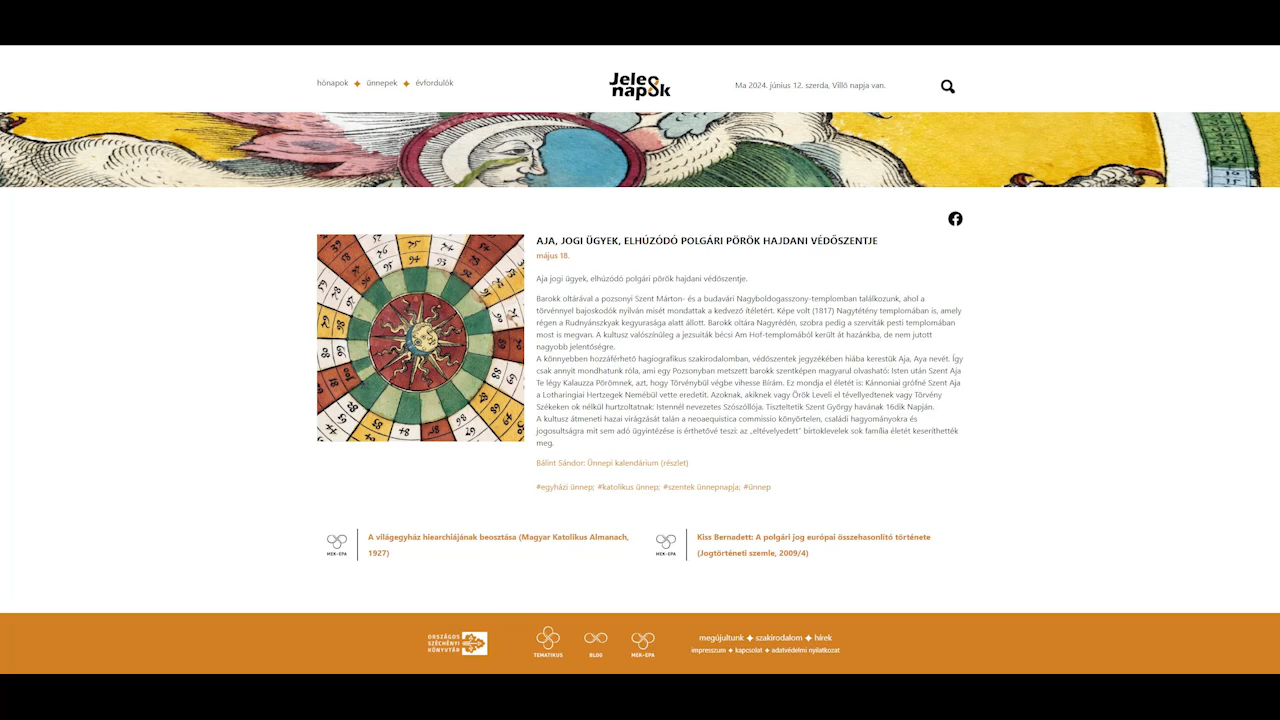 hónapok ✦ ünnepek ✦ évfordulók
Jeles napok
Ma 2024. június 12. szerda, Villő napja van.
AJA, JOGI ÜGYEK, ELHÚZÓDÓ POLGÁRI PÖRÖK HAJDANI VÉDŐSZENTJE
május 18.
Aja jogi ügyek, elhúzódó polgári pörök hajdani védőszentje.
Barokk oltárával a pozsonyi Szent Márton- és a budavári Nagyboldogasszony-templomban találkozunk, ahol a
törvénnyel bajoskodók nyilván misét mondattak a kedvező ítéletért. Képe volt (1817) Nagytétény templomában is, amely
régen a Rudnyánszkyak kegyurasága alatt állott. Barokk oltára Nagyrédén, szobra pedig a szerviták pesti templomában
most is megvan. A kultusz valószínűleg a jezsuiták bécsi Am Hof-templomából került át hazánkba, de nem jutott
nagyobb jelentőségre.
A könnyebben hozzáférhető hagiografikus szakirodalomban, védőszentek jegyzékében hiába kerestük Aja, Aya nevét. Így
csak annyit mondhatunk róla, ami egy Pozsonyban metszett barokk szentképen magyarul olvasható: Isten után Szent Aja
Te légy Kalauzza Pörömnek, azt, hogy Törvénybül végbe vihesse Bírám. Ez mondja el életét is: Kánnoniai grófné Szent Aja
a Lotharingiai Hertzegek Nemébül vette eredetit. Azoknak, akiknek vagy Örök Leveli el tévellyedtenek vagy Törvény
Székeken ok nélkül hurtzoltatnak: Istennél nevezetes Szószóllója. Tiszteltetik Szent György havának 16dik Napján.
A kultusz átmeneti hazai virágzását talán a neoaequistica commissio könyörtelen, családi hagyományokra és
jogosultságra mit sem adó ügyintézése is érthetővé teszi: az „eltévelyedett” birtoklevelek sok família életét keseríthették
meg.
Bálint Sándor: Ünnepi kalendárium (részlet)
#egyházi ünnep; #katolikus ünnep; #szentek ünnepnapja; #ünnep
MEK-EPA
A világegyház hiearchiájának beosztása (Magyar Katolikus Almanach,
1927)
MEK-EPA
Kiss Bernadett: A polgári jog európai összehasonlító története
(Jogtörténeti szemle, 2009/4)
ORSZÁGOS
SZÉCHÉNYI
KÖNYVTÁR
TEMATIKUS
BLOG
MEK-EPA
megújultunk ✦ szakirodalom ✦ hírek
impresszum ✦ kapcsolat ✦ adatvédelmi nyilatkozat